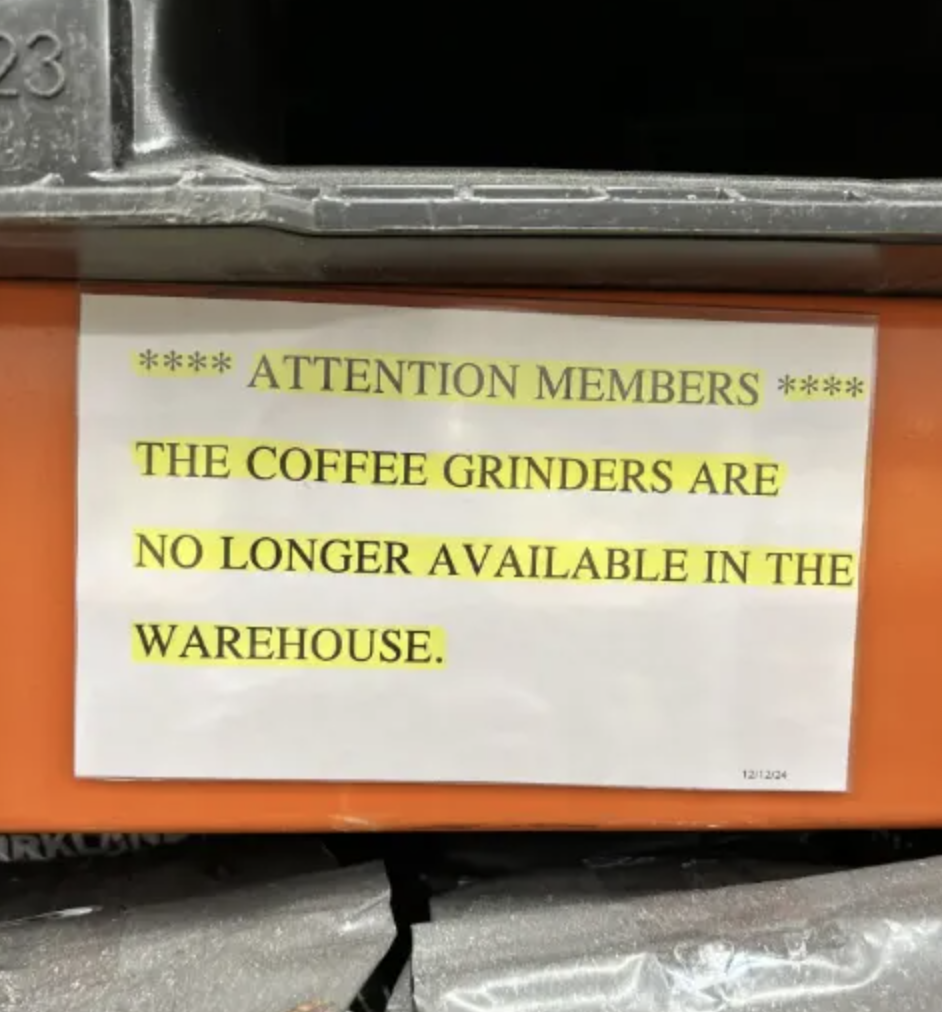 23
**** ATTENTION MEMBERS ****
THE COFFEE GRINDERS ARE
NO LONGER AVAILABLE IN THE
WAREHOUSE.
12/12/24